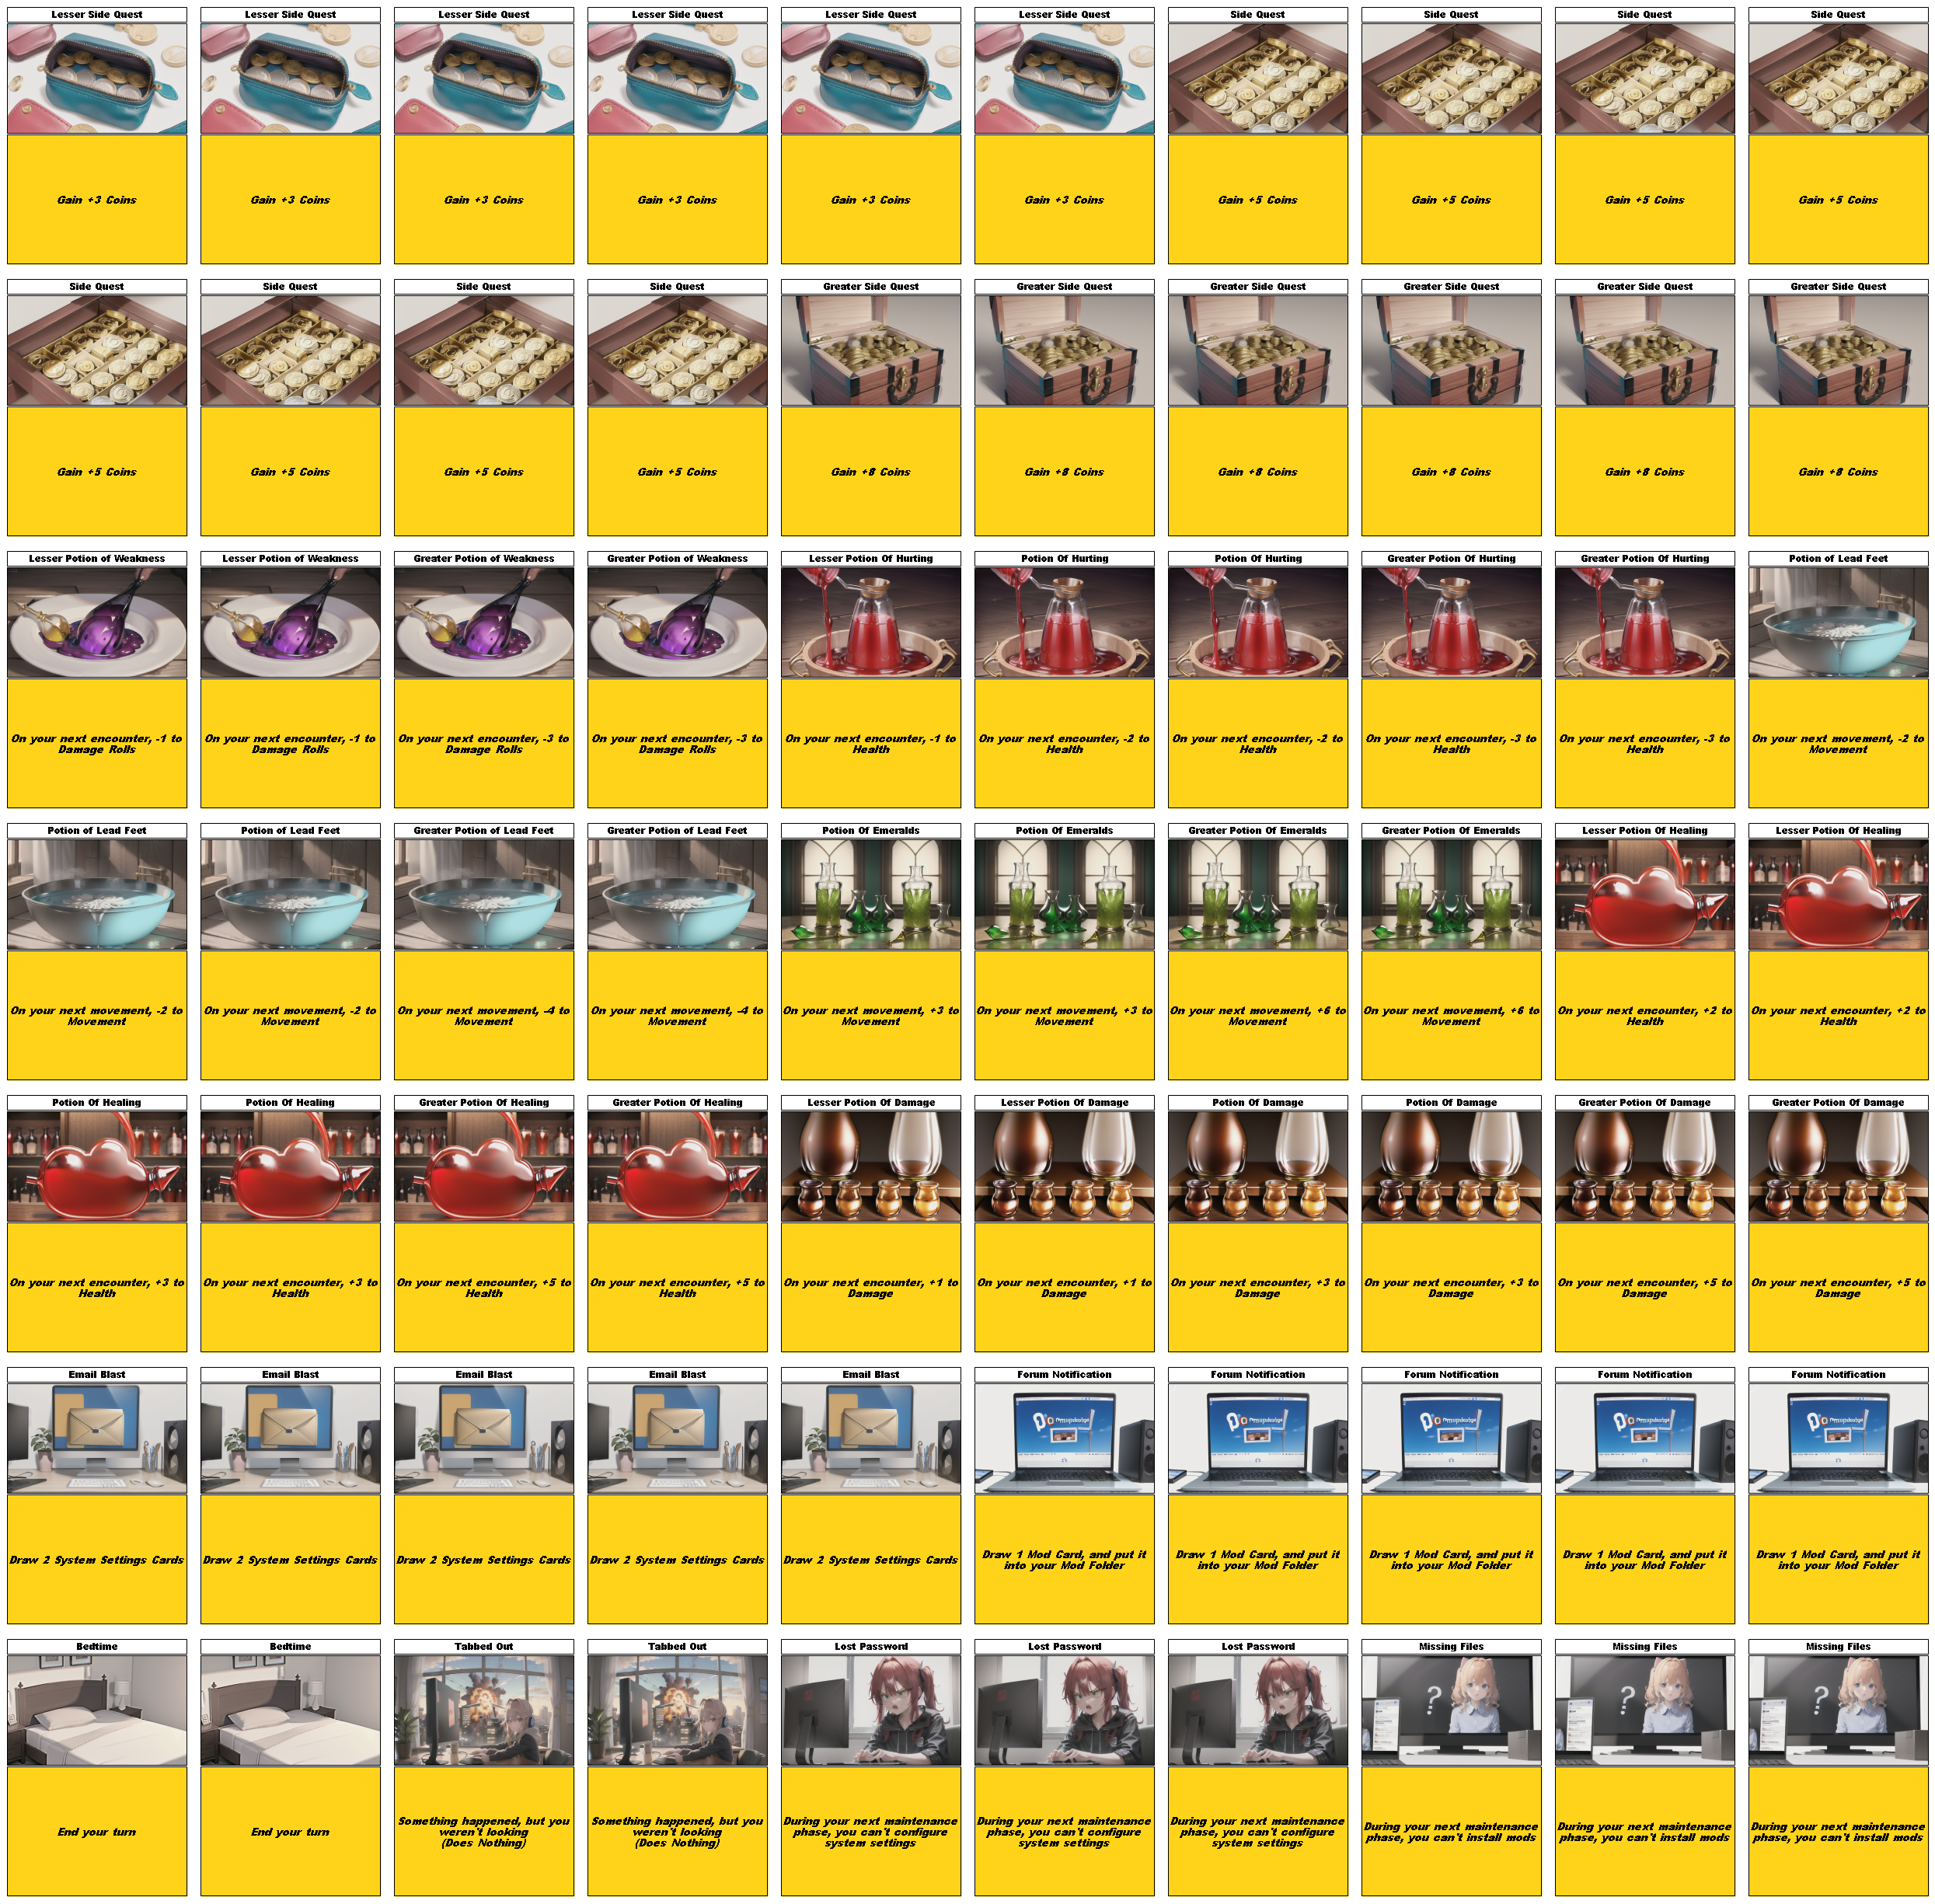 Lesser Side Quest
Gain +3 Coins
Lesser Side Quest
Gain +3 Coins
Lesser Side Quest
Gain +3 Coins
Lesser Side Quest
Gain +3 Coins
Lesser Side Quest
Gain +3 Coins
Lesser Side Quest
Gain +3 Coins
Side Quest
Gain +5 Coins
Side Quest
Gain +5 Coins
Side Quest
Gain +5 Coins
Side Quest
Gain +5 Coins
Side Quest
Gain +5 Coins
Side Quest
Gain +5 Coins
Side Quest
Gain +5 Coins
Side Quest
Gain +5 Coins
Greater Side Quest
Gain +8 Coins
Greater Side Quest
Gain +8 Coins
Greater Side Quest
Gain +8 Coins
Greater Side Quest
Gain +8 Coins
Greater Side Quest
Gain +8 Coins
Greater Side Quest
Gain +8 Coins
Lesser Potion of Weakness
On your next encounter, -1 to
Damage Rolls
Lesser Potion of Weakness
On your next encounter, -1 to
Damage Rolls
Greater Potion of Weakness
On your next encounter, -3 to
Damage Rolls
Greater Potion of Weakness
On your next encounter, -3 to
Damage Rolls
Lesser Potion Of Hurting
On your next encounter, -1 to
Health
Potion Of Hurting
On your next encounter, -2 to
Health
Potion Of Hurting
On your next encounter, -2 to
Health
Greater Potion Of Hurting
On your next encounter, -3 to
Health
Greater Potion Of Hurting
On your next encounter, -3 to
Health
Potion of Lead Feet
On your next movement, -2 to
Movement
Potion of Lead Feet
On your next movement, -2 to
Movement
Potion of Lead Feet
On your next movement, -2 to
Movement
Greater Potion of Lead Feet
On your next movement, -4 to
Movement
Greater Potion of Lead Feet
On your next movement, -4 to
Movement
Potion Of Emeralds
On your next movement, +3 to
Movement
Potion Of Emeralds
On your next movement, +3 to
Movement
Greater Potion Of Emeralds
On your next movement, +6 to
Movement
Greater Potion Of Emeralds
On your next movement, +6 to
Movement
Lesser Potion Of Healing
On your next encounter, +2 to
Health
Lesser Potion Of Healing
On your next encounter, +2 to
Health
Potion Of Healing
On your next encounter, +3 to
Health
Potion Of Healing
On your next encounter, +3 to
Health
Greater Potion Of Healing
On your next encounter, +5 to
Health
Greater Potion Of Healing
On your next encounter, +5 to
Health
Lesser Potion Of Damage
On your next encounter, +1 to
Damage
Lesser Potion Of Damage
On your next encounter, +1 to
Damage
Potion Of Damage
On your next encounter, +3 to
Damage
Potion Of Damage
On your next encounter, +3 to
Damage
Greater Potion Of Damage
On your next encounter, +5 to
Damage
Greater Potion Of Damage
On your next encounter, +5 to
Damage
Email Blast
Draw 2 System Settings Cards
Email Blast
Draw 2 System Settings Cards
Email Blast
Draw 2 System Settings Cards
Email Blast
Draw 2 System Settings Cards
Email Blast
Draw 2 System Settings Cards
Forum Notification
Draw 1 Mod Card, and put it
into your Mod Folder
Forum Notification
Draw 1 Mod Card, and put it
into your Mod Folder
Forum Notification
Draw 1 Mod Card, and put it
into your Mod Folder
Forum Notification
Draw 1 Mod Card, and put it
into your Mod Folder
Forum Notification
Draw 1 Mod Card, and put it
into your Mod Folder
Bedtime
End your turn
Bedtime
End your turn
Tabbed Out
Something happened, but you
weren't looking
(Does Nothing)
Tabbed Out
Something happened, but you
weren't looking
(Does Nothing)
Lost Password
During your next maintenance
phase, you can't configure
system settings
Lost Password
During your next maintenance
phase, you can't configure
system settings
Lost Password
During your next maintenance
phase, you can't configure
system settings
Missing Files
?
During your next maintenance
phase, you can't install mods
Missing Files
?
During your next maintenance
phase, you can't install mods
Missing Files
?
During your next maintenance
phase, you can't install mods